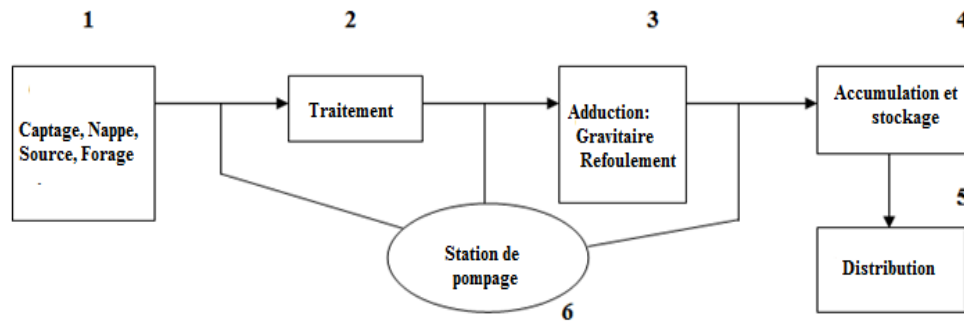 1
2
3
4
Captage, Nappe,
Source, Forage
Traitement
Adduction:
Gravitaire
Refoulement
Accumulation et
stockage
5
Distribution
Station de
pompage
6